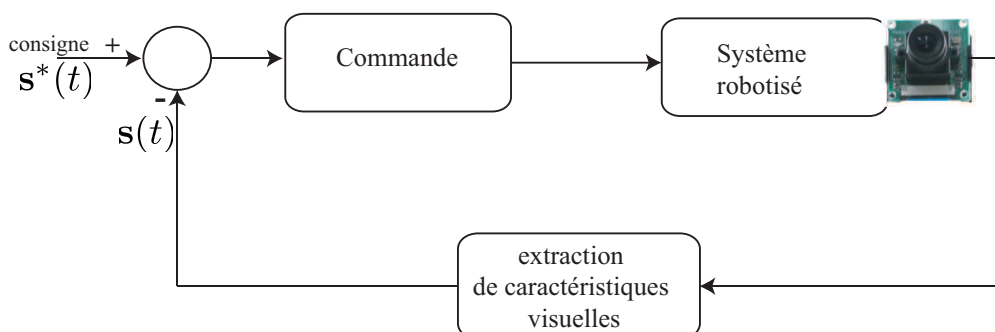 consigne +
s*(t)
-
s(t)
Commande
Système
robotisé
extraction
de caractéristiques
visuelles